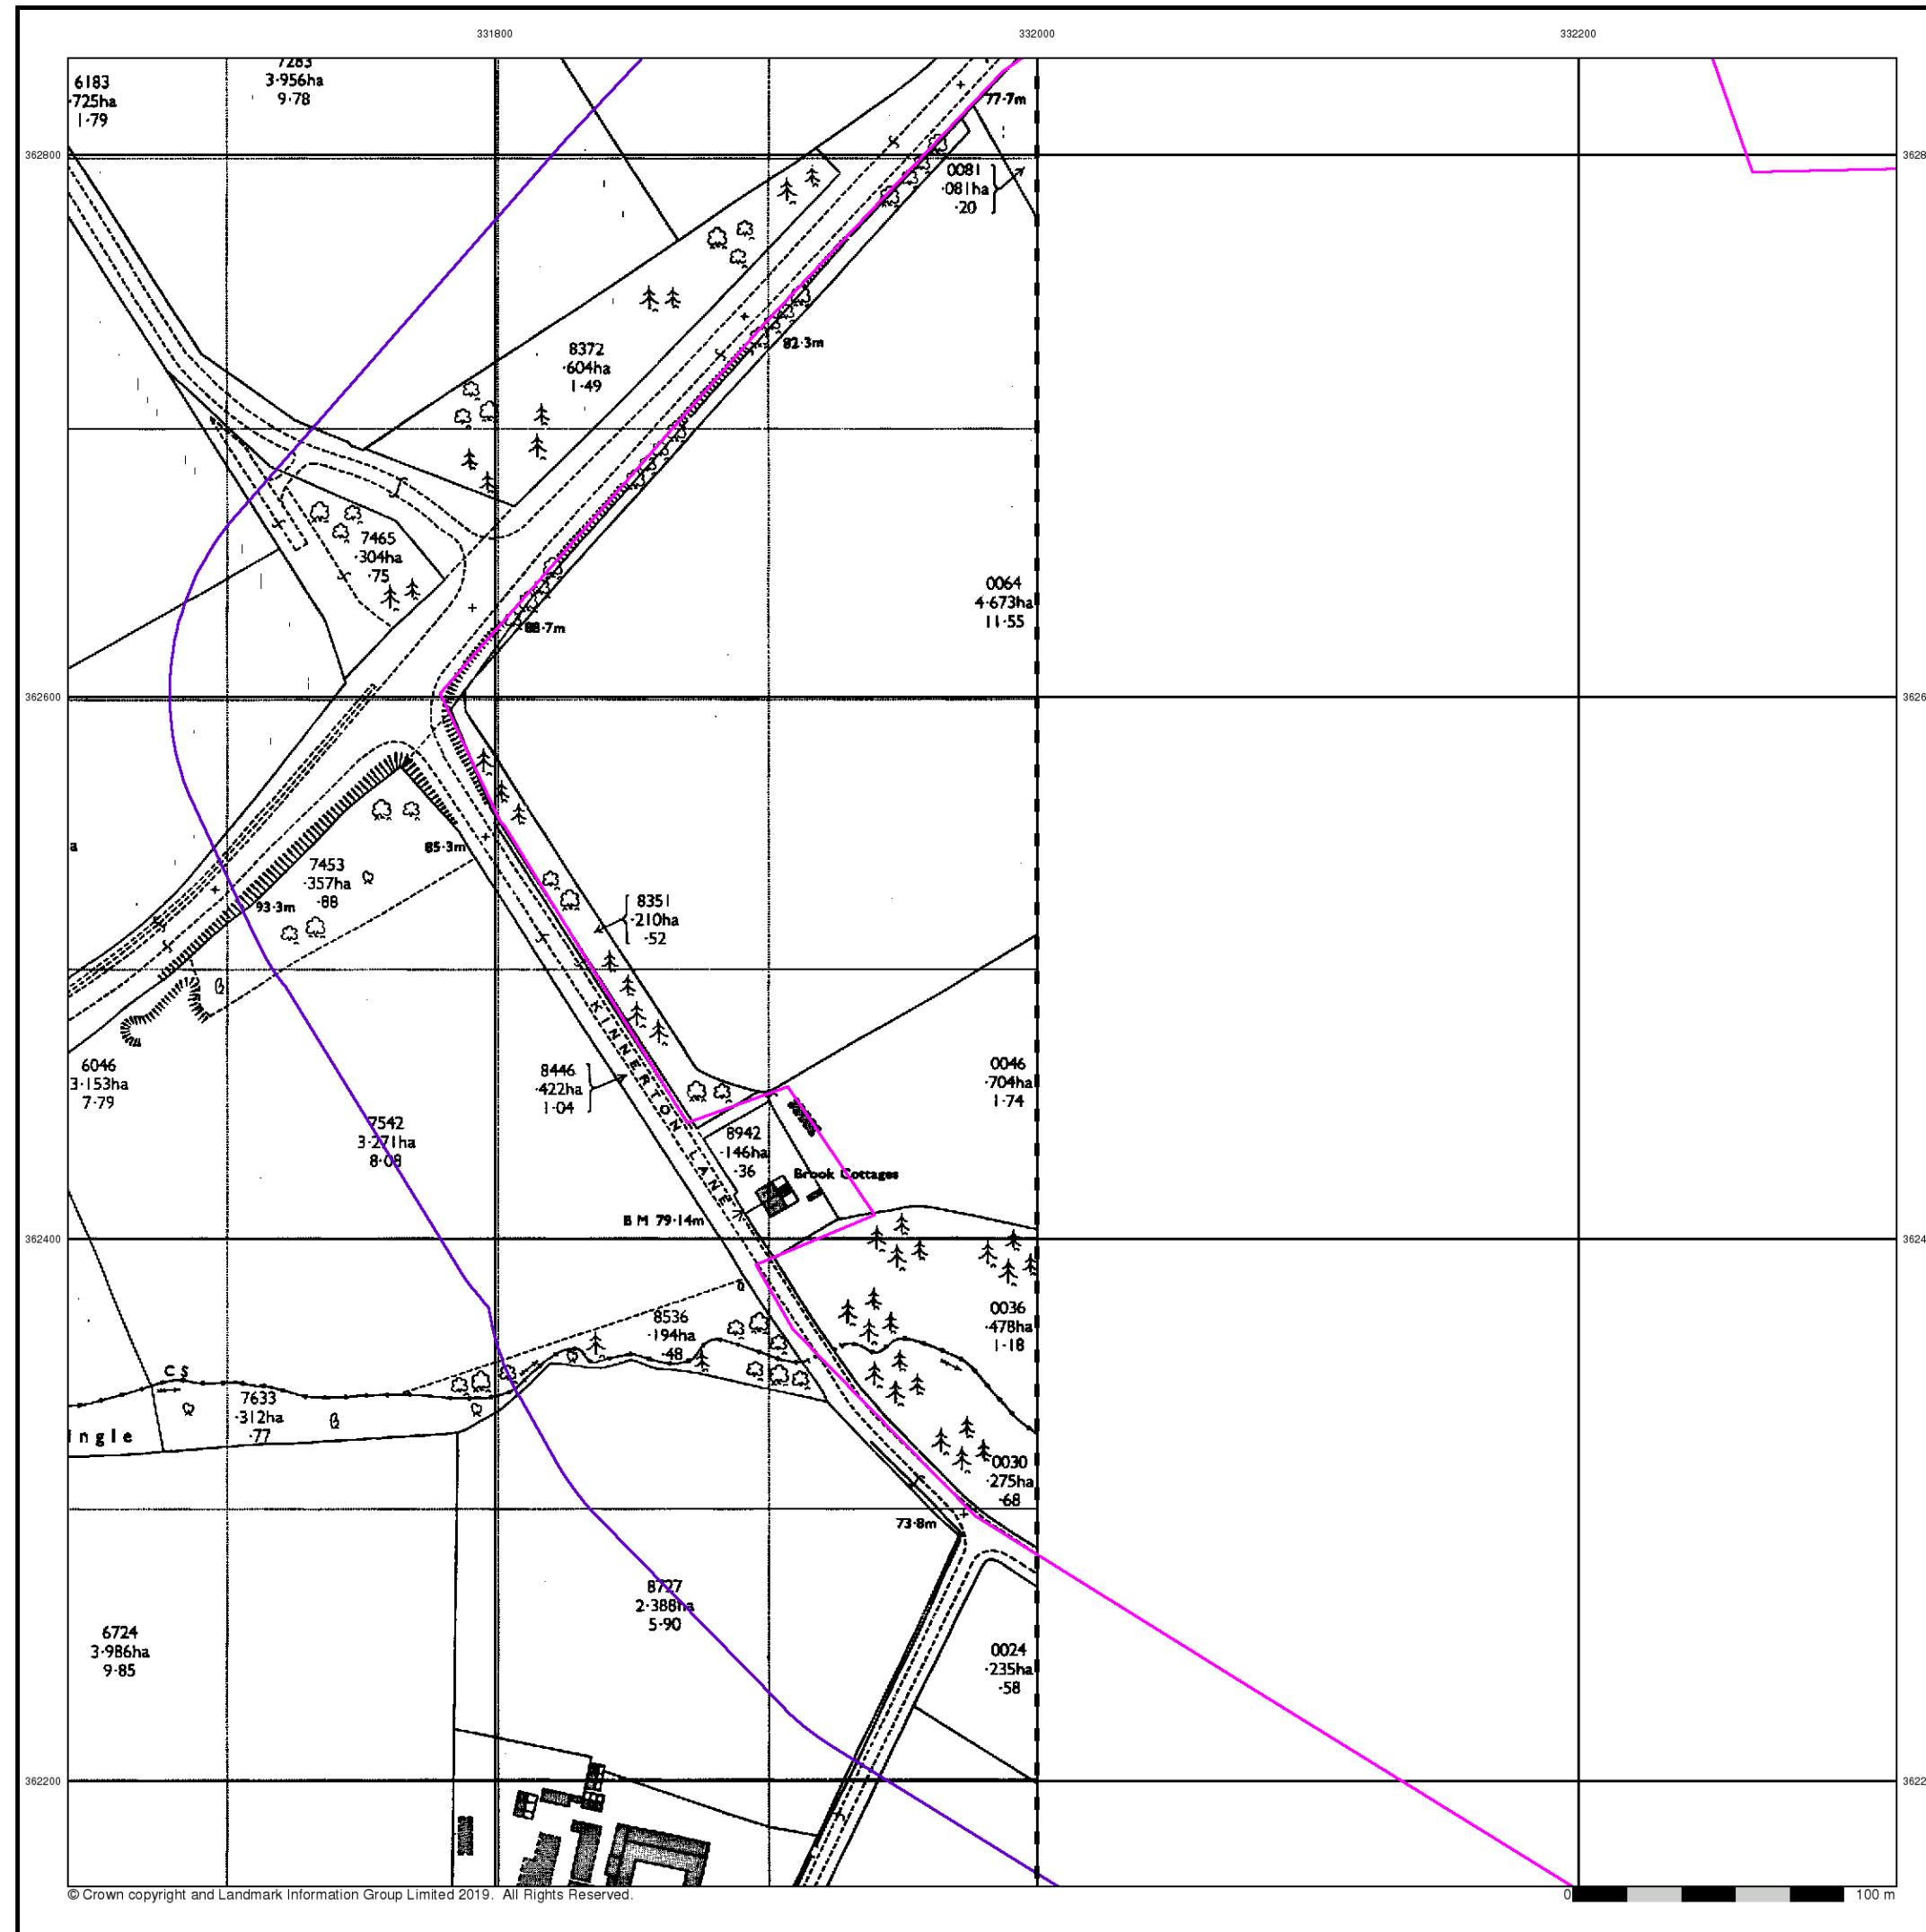 331800
332000
332200
7283
3·956ha
9·78
6183
·725ha
1·79
77·7m
362800
3628
0081
·081ha
·20
82·3m
8372
·604ha
1·49
7465
·304ha
·75
0064
4·673ha
11·55
88·7m
362600
3626
85·3m
a
7453
·357ha
·88
93·3m
8351
·210ha
·52
6046
3·153ha
7·79
8446
·422ha
1·04
0046
·704ha
1·74
KINNERTON LANE
7542
3·271ha
8·08
8942
·146ha
·36
Brook Cottages
B M 79·14m
362400
3624
8536
·194ha
·48
0036
·478ha
1·18
C S
7633
·312ha
·77
ingle
0030
·275ha
·68
73·8m
8727
2·388ha
5·90
6724
3·986ha
9·85
0024
·235ha
·58
362200
3622
© Crown copyright and Landmark Information Group Limited 2019. All Rights Reserved.
0
100 m